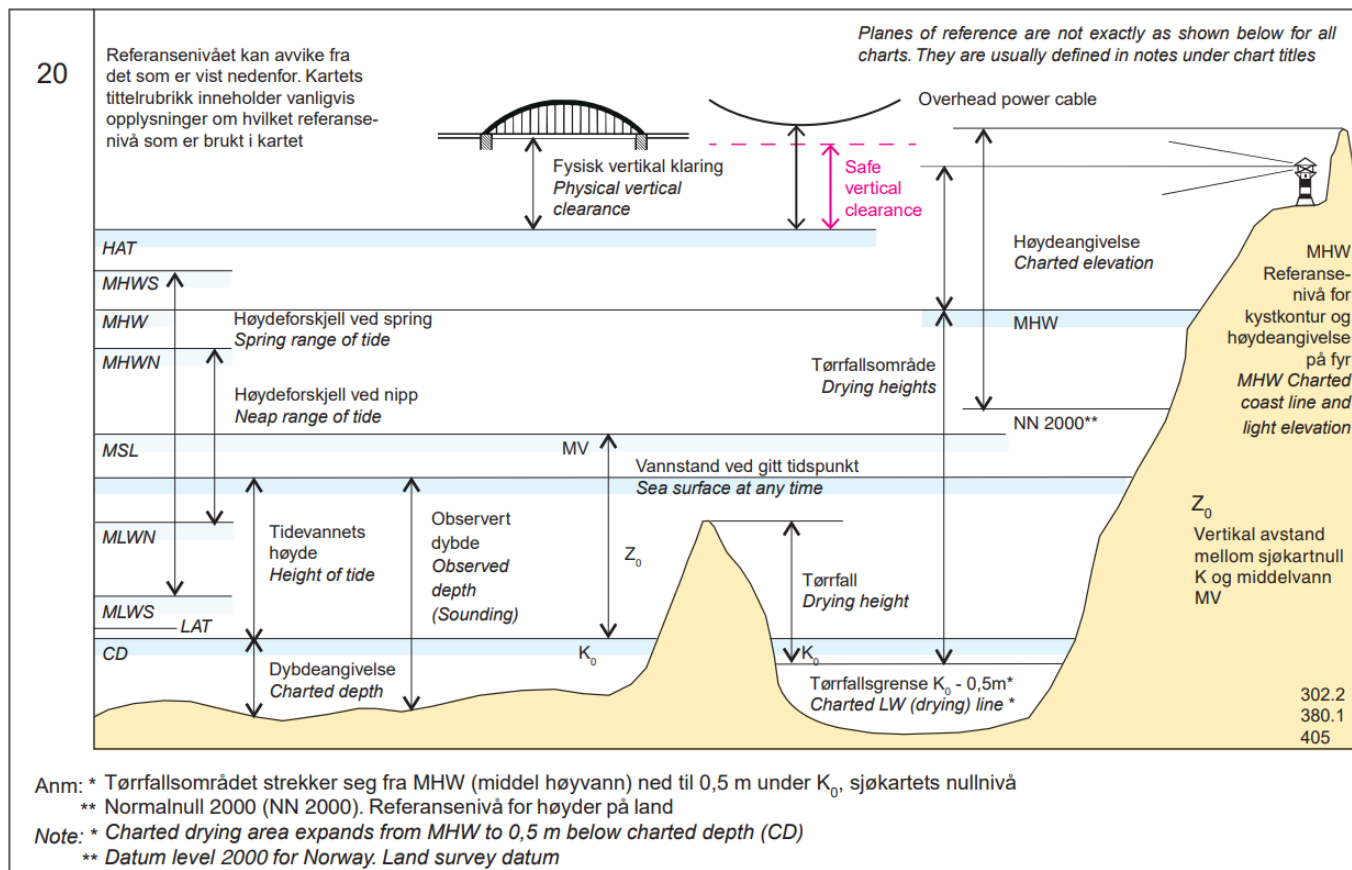 20
Referansenivået kan avvike fra
det som er vist nedenfor. Kartets
tittelrubrikk inneholder vanligvis
opplysninger om hvilket referanse-
nivå som er brukt i kartet
Planes of reference are not exactly as shown below for all
charts. They are usually defined in notes under chart titles
Overhead power cable
Fysisk vertikal klaring
Physical vertical
clearance
Safe
vertical
clearance
HAT
MHWS
MHW
MHWN
MSL
MLWN
MLWS
LAT
CD
Høydeforskjell ved spring
Spring range of tide
Høydeforskjell ved nipp
Neap range of tide
Høydeangivelse
Charted elevation
MHW
Tørrfallsområde
Drying heights
NN 2000**
MV
Vannstand ved gitt tidspunkt
Sea surface at any time
Tidevannets
høyde
Height of tide
Observert
dybde
Observed
depth
(Sounding)
Z₀
Tørrfall
Drying height
K₀
K₀
Dybdeangivelse
Charted depth
Tørrfallsgrense K₀ - 0,5m*
Charted LW (drying) line *
MHW
Referanse-
nivå for
kystkontur og
høydeangivelse
på fyr
MHW Charted
coast line and
light elevation
Z₀
Vertikal avstand
mellom sjøkartnull
K og middelvann
MV
302.2
380.1
405
Anm: * Tørrfallsområdet strekker seg fra MHW (middel høyvann) ned til 0,5 m under K₀, sjøkartets nullnivå
** Normalnull 2000 (NN 2000). Referansenivå for høyder på land
Note: * Charted drying area expands from MHW to 0,5 m below charted depth (CD)
** Datum level 2000 for Norway. Land survey datum